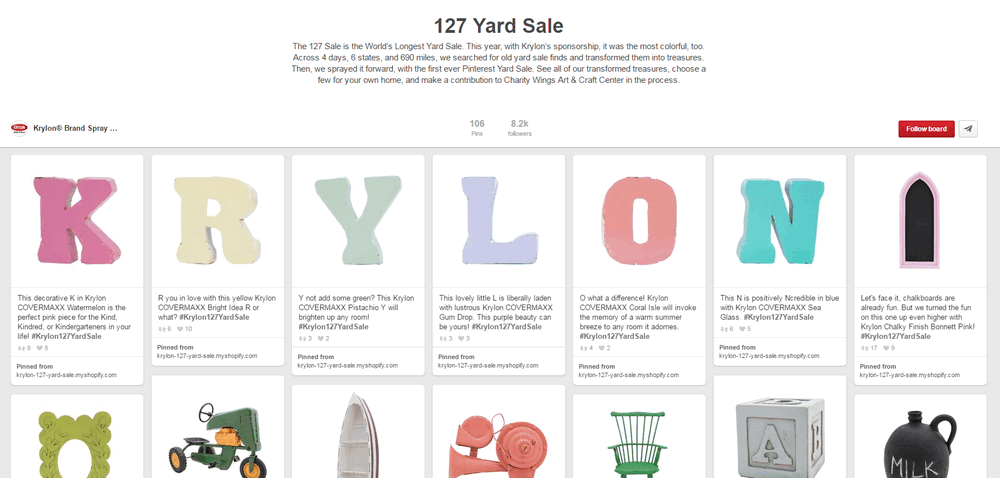 127 Yard Sale
The 127 Sale is the World's Longest Yard Sale. This year, with Krylon's sponsorship, it was the most colorful, too.
Across 4 days, 6 states, and 690 miles, we searched for old yard sale finds and transformed them into treasures.
Then, we sprayed it forward, with the first ever Pinterest Yard Sale. See all of our transformed treasures, choose a
few for your own home, and make a contribution to Charity Wings Art & Craft Center in the process.
Krylon® Brand Spray ...
106
Pins
8.2k
followers
Follow board
K
R
Y
L
O
N
This decorative K in Krylon
COVERMAXX Watermelon is the
perfect pink piece for the Kind,
Kindred, or Kindergarteners in your
life! #Krylon127YardSale
6 8
Pinned from
krylon-127-yard-sale.myshopify.com
R you in love with this yellow Krylon
COVERMAXX Bright Idea R or
what? #Krylon127YardSale
6 10
Pinned from
krylon-127-yard-sale.myshopify.com
Y not add some green? This Krylon
COVERMAXX Pistachio Y will
brighten up any room!
#Krylon127YardSale
3 2
Pinned from
krylon-127-yard-sale.myshopify.com
This lovely little L is liberally laden
with lustrous Krylon COVERMAXX
Gum Drop. This purple beauty can
be yours! #Krylon127YardSale
3 3
Pinned from
krylon-127-yard-sale.myshopify.com
O what a difference! Krylon
COVERMAXX Coral Isle will invoke
the memory of a warm summer
breeze to any room it adornes.
#Krylon127YardSale
4 2
Pinned from
krylon-127-yard-sale.myshopify.com
This N is positively Ncredible in blue
with Krylon COVERMAXX Sea
Glass. #Krylon127YardSale
6 5
Pinned from
krylon-127-yard-sale.myshopify.com
Let's face it, chalkboards are
already fun. But we turned the fun
on this one up even higher with
Krylon Chalky Finish Bonnett Pink!
#Krylon127YardSale
17 9
Pinned from
krylon-127-yard-sale.myshopify.com
A
MILK